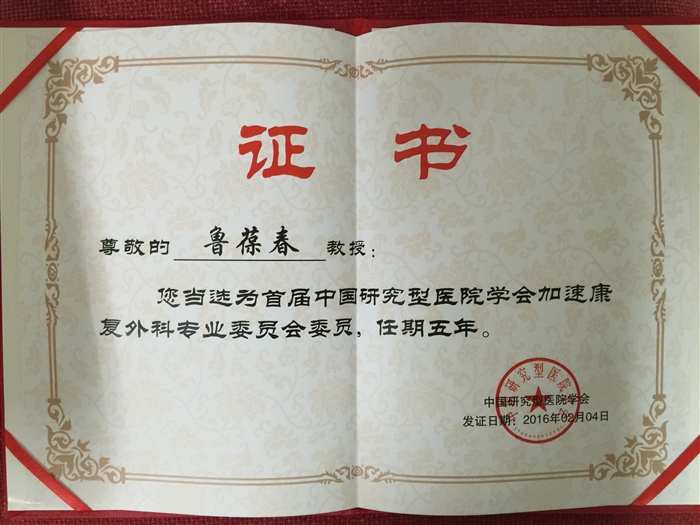 证书
尊敬的 鲁葆春 教授：
您当选为首届中国研究型医院学会加速康
复外科专业委员会委员，任期五年。
中国研究型医院学会
发证日期：2016年02月04日